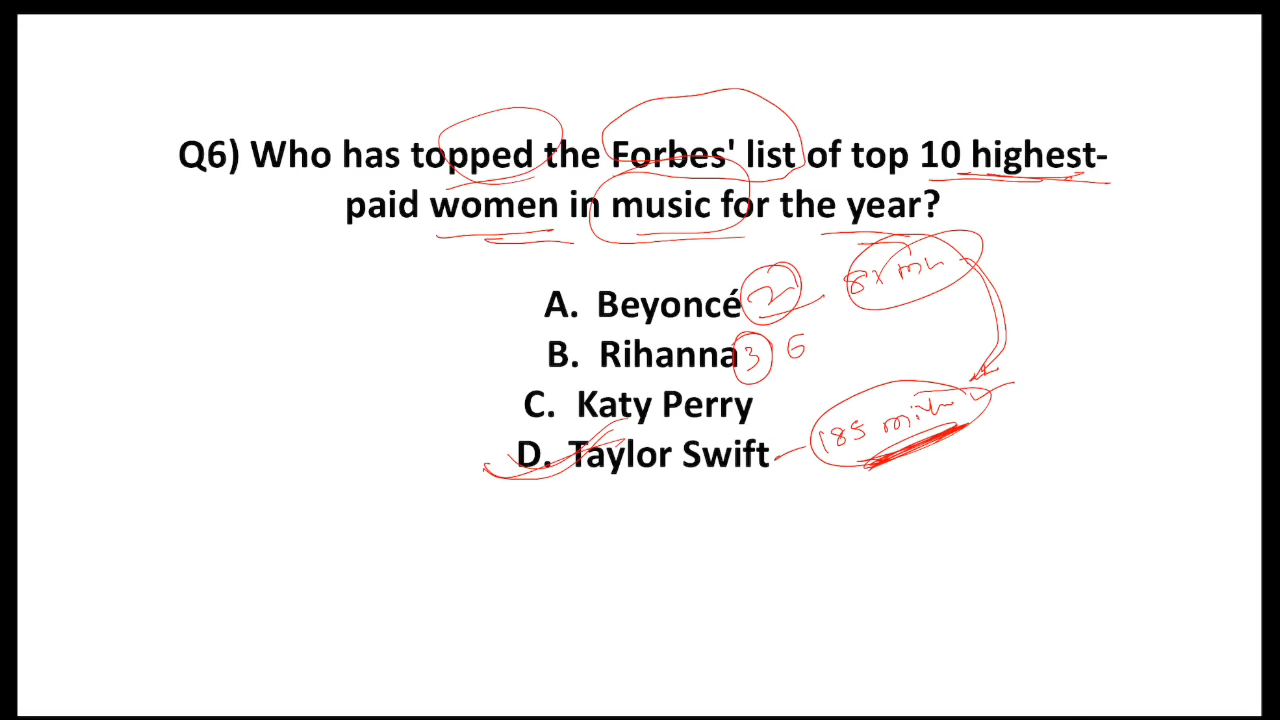 Q6) Who has topped the Forbes' list of top 10 highest-
paid women in music for the year?
A. Beyoncé 2
B. Rihanna 3 6
C. Katy Perry
D. Taylor Swift 185